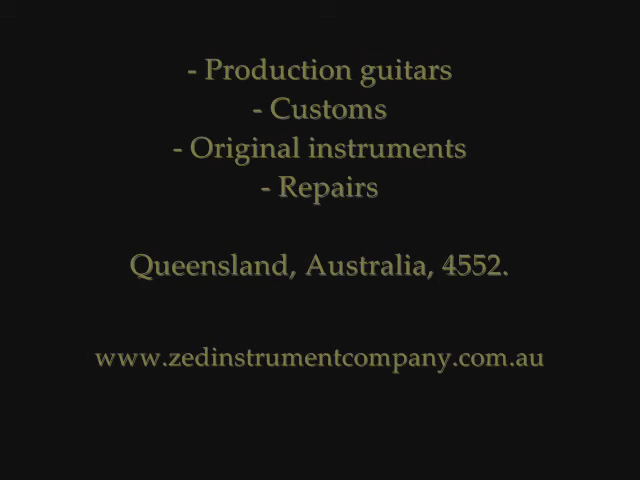 - Production guitars
- Customs
- Original instruments
- Repairs
Queensland, Australia, 4552.
www.zedinstrumentcompany.com.au